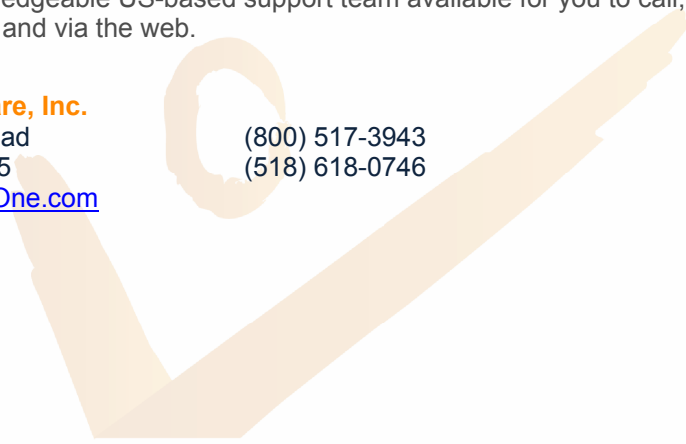 edgeable US-based support team available for you to call,
and via the web.
are, Inc.
ad (800) 517-3943
5 (518) 618-0746
One.com